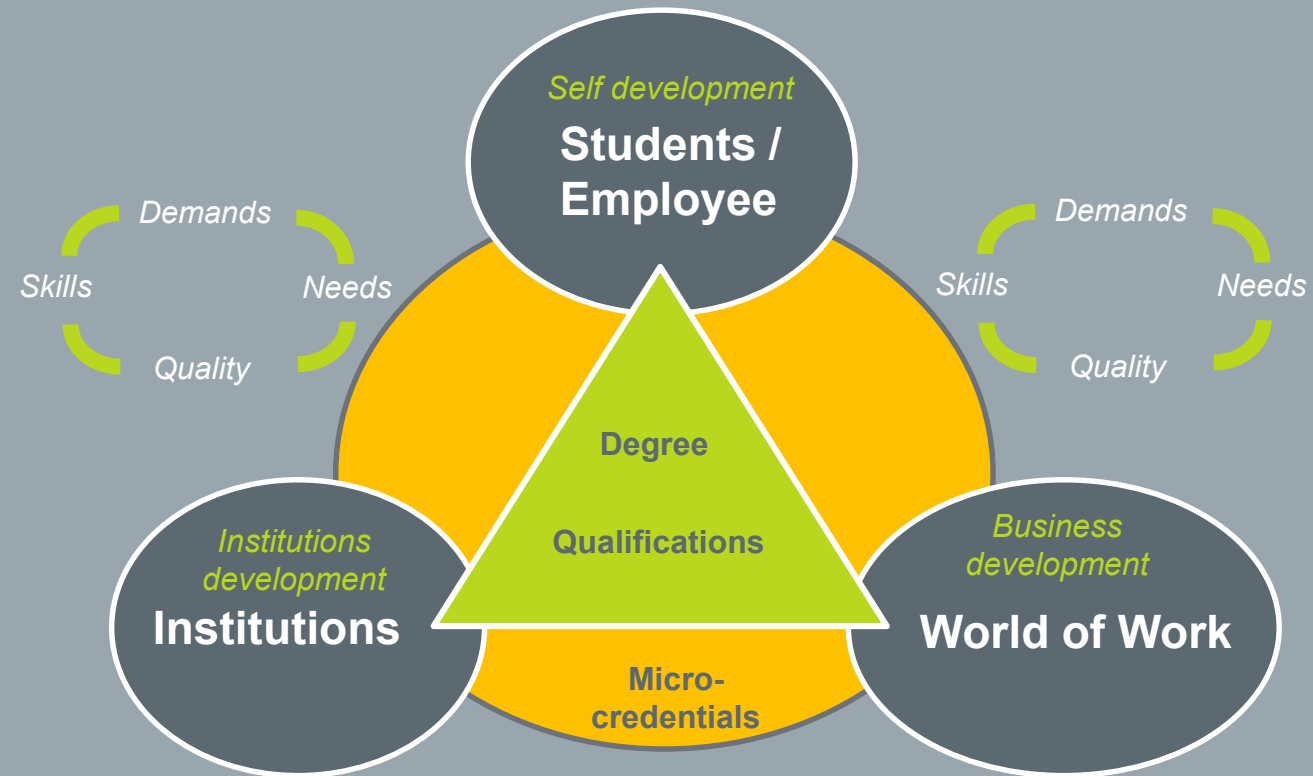 Self development
Students /
Employee
Demands
Skills
Needs
Quality
Demands
Skills
Needs
Quality
Degree
Qualifications
Institutions
development
Institutions
Business
development
World of Work
Micro-
credentials